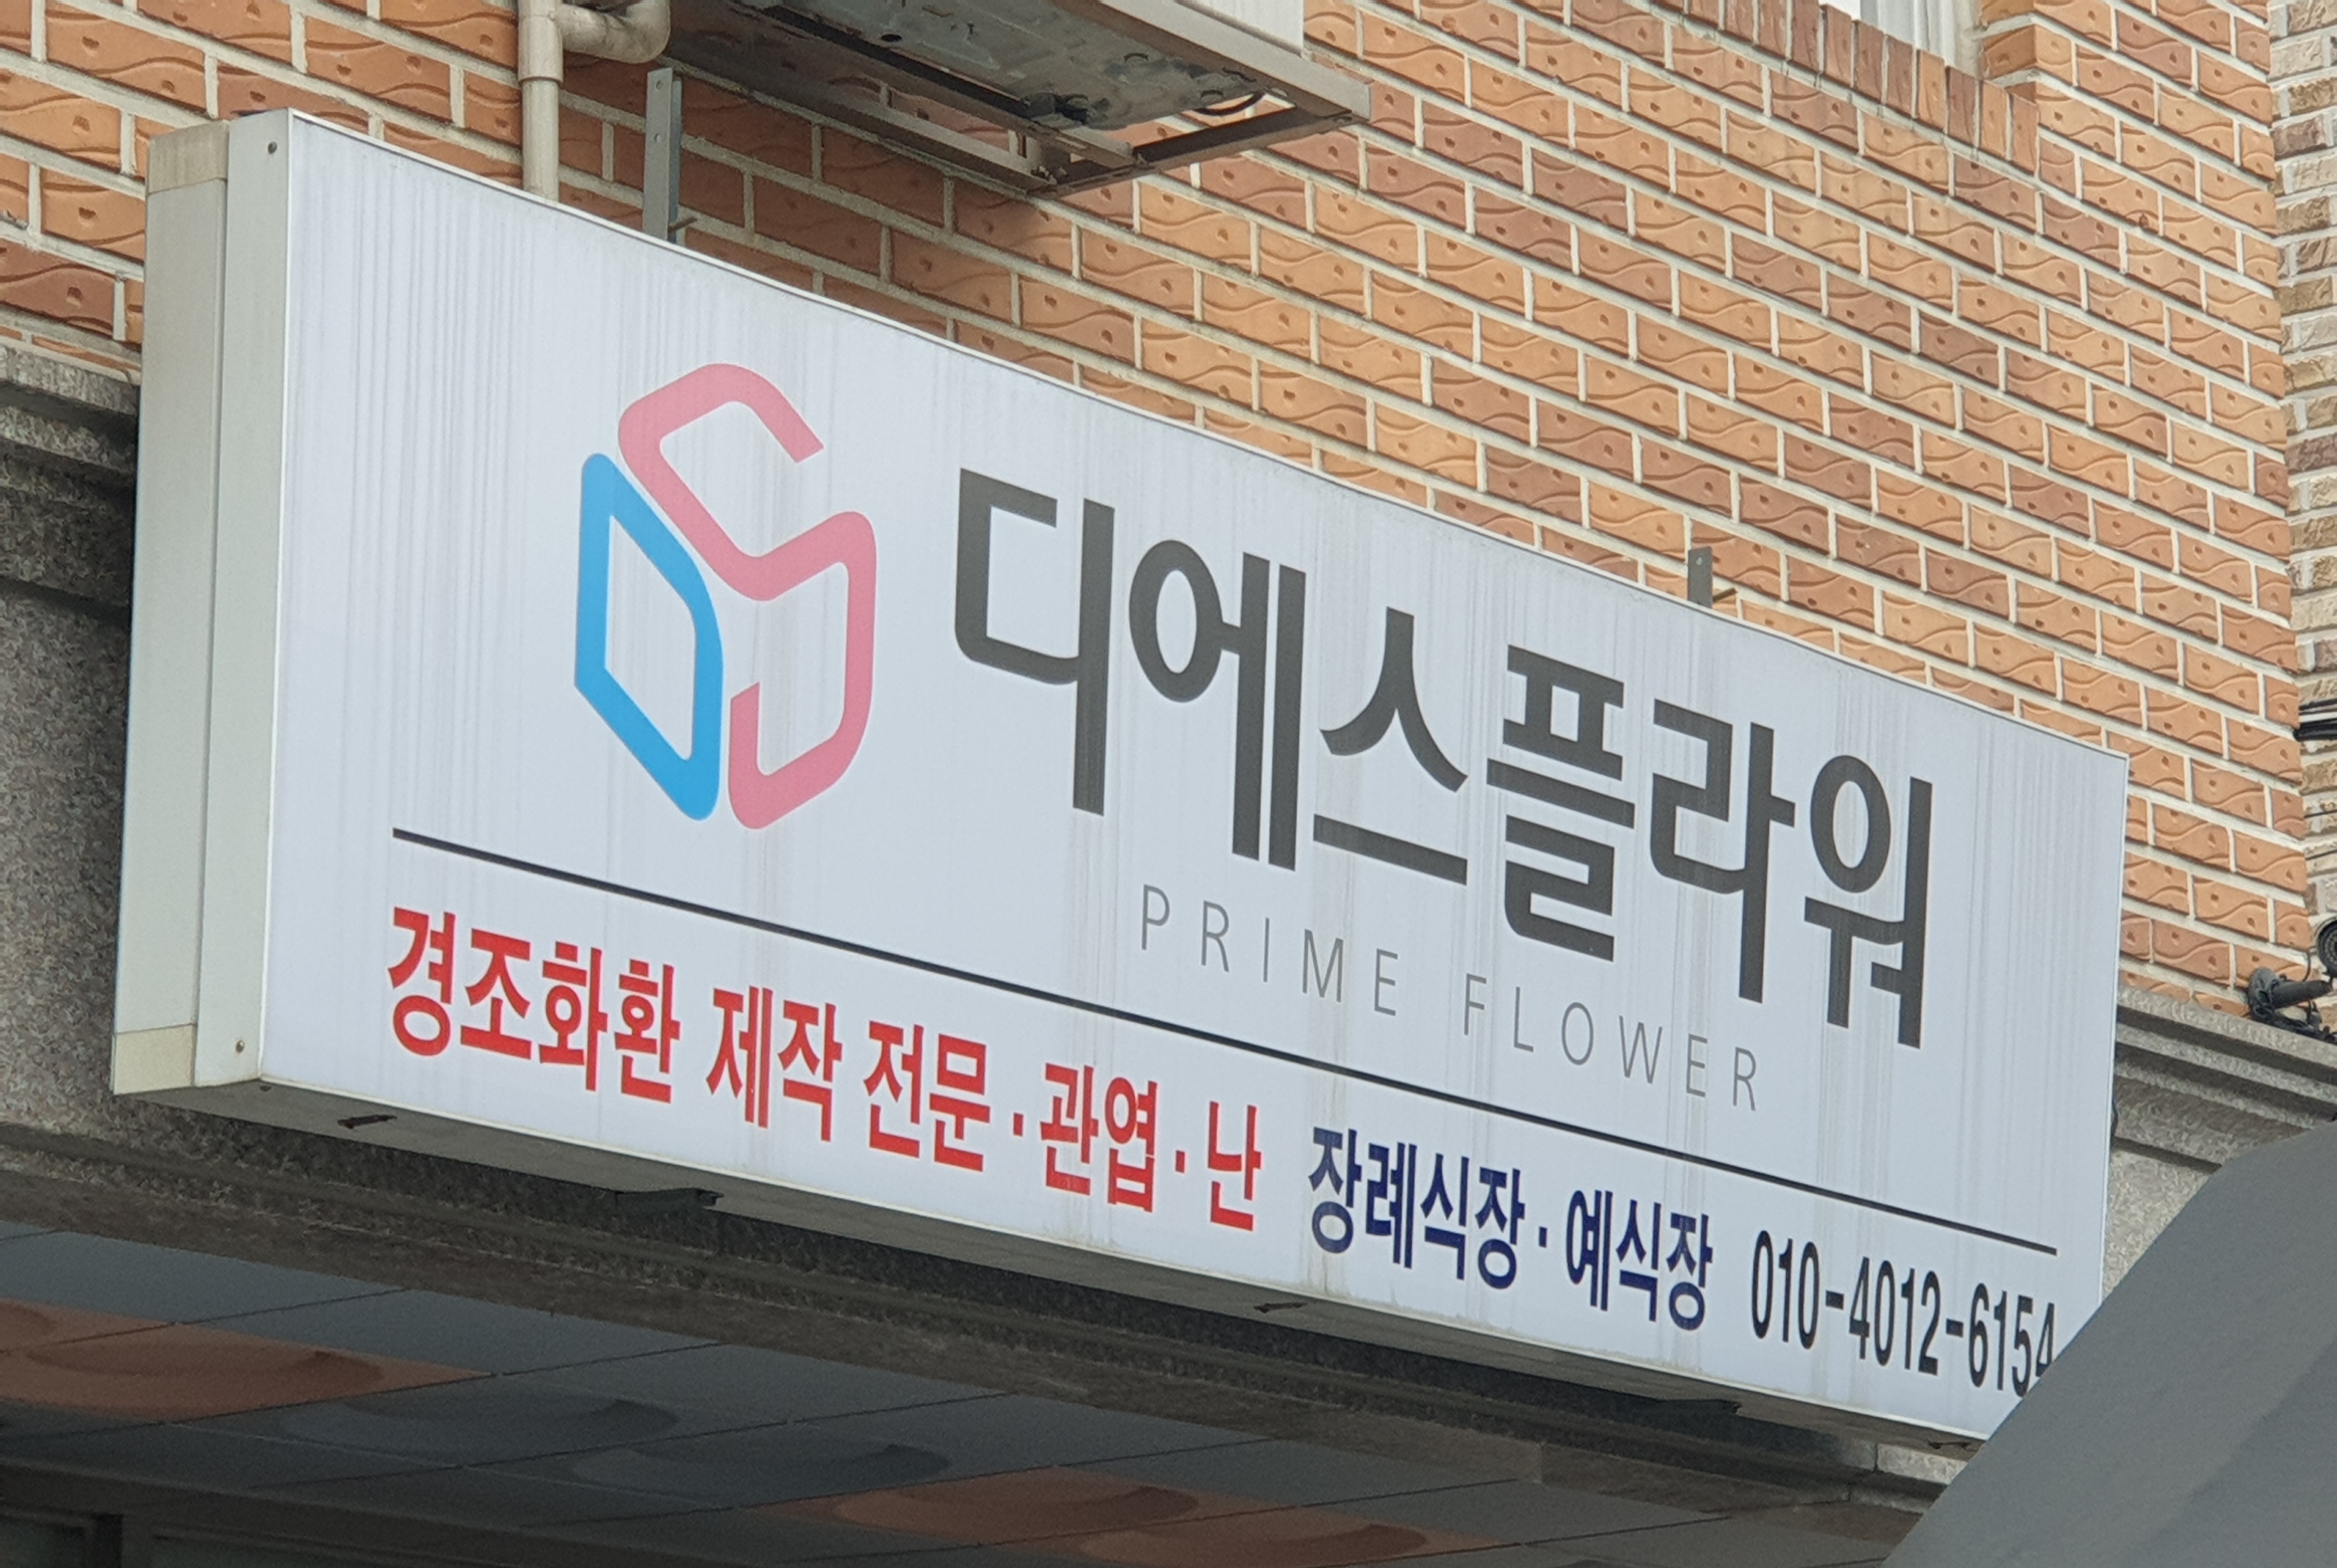 디에스플라워
PRIME FLOWER
경조화환 제작 전문·관엽·난 장례식장·예식장 010-4012-6154